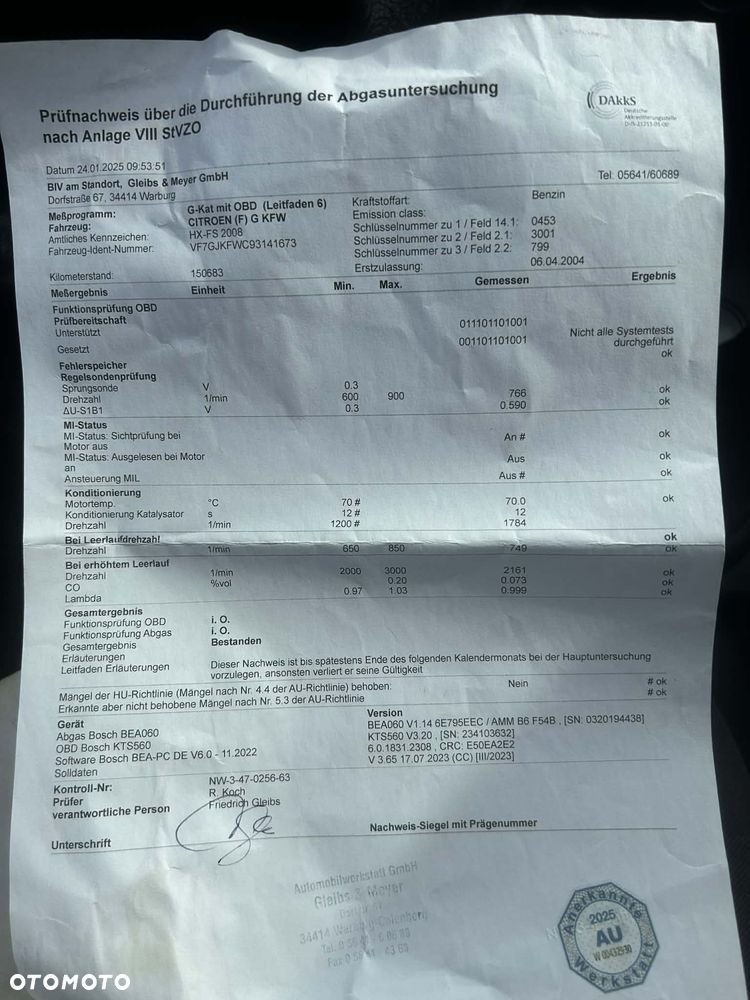 Prüfnachweis über die Durchführung der Abgasuntersuchung
nach Anlage VIII StVZO
DAkkS
Deutsche
Akkreditierungsstelle
Datum 24.01.2025 09:53:51
BIV am Standort, Gleibs & Meyer GmbH
Dorfstraße 67, 34414 Warburg
Tel: 05641/60689
Meßprogramm: G-Kat mit OBD (Leitfaden 6) Kraftstoffart: Benzin
Fahrzeug: CITROEN (F) G KFW Emission class:
Amtliches Kennzeichen: HX-FS 2008 Schlüsselnummer zu 1 / Feld 14.1: 0453
Fahrzeug-Ident-Nummer: VF7GJKFWC93141673 Schlüsselnummer zu 2 / Feld 2.1: 3001
Schlüsselnummer zu 3 / Feld 2.2: 799
Kilometerstand: 150683 Erstzulassung: 06.04.2004
Meßergebnis Einheit Min. Max. Gemessen Ergebnis
Funktionsprüfung OBD
Prüfbereitschaft
Unterstützt 011101101001
Gesetzt 001101101001 Nicht alle Systemtests
durchgeführt
Fehlerspeicher ok
Regelsondenprüfung
Sprungsonde V 0.3
Drehzahl 1/min 600 900 766 ok
ΔU-S1B1 V 0.3 0.590 ok
MI-Status
MI-Status: Sichtprüfung bei An # ok
Motor aus
MI-Status: Ausgelesen bei Motor Aus ok
an
Ansteuerung MIL Aus # ok
Konditionierung
Motortemp. °C 70 # 70.0 ok
Konditionierung Katalysator s 12 # 12
Drehzahl 1/min 1200 # 1784
Bei Leerlaufdrehzahl ok
Drehzahl 1/min 650 850 749 ok
Bei erhöhtem Leerlauf
Drehzahl 1/min 2000 3000 2161 ok
CO %vol 0.20 0.073 ok
Lambda 0.97 1.03 0.999 ok
Gesamtergebnis
Funktionsprüfung OBD i. O.
Funktionsprüfung Abgas i. O.
Gesamtergebnis Bestanden
Erläuterungen
Leitfaden Erläuterungen Dieser Nachweis ist bis spätestens Ende des folgenden Kalendermonats bei der Hauptuntersuchung
vorzulegen, ansonsten verliert er seine Gültigkeit
Mängel der HU-Richtlinie (Mängel nach Nr. 4.4 der AU-Richtlinie) behoben: Nein # ok
Erkannte aber nicht behobene Mängel nach Nr. 5.3 der AU-Richtlinie # ok
Gerät Version
Abgas Bosch BEA060 BEA060 V1.14 6E795EEC / AMM B6 F54B , [SN: 0320194438]
OBD Bosch KTS560 KTS560 V3.20 , [SN: 234103632]
Software Bosch BEA-PC DE V6.0 - 11.2022 6.0.1831.2308 , CRC: E50EA2E2
Solldaten V 3.65 17.07.2023 (CC) [III/2023]
Kontroll-Nr: NW-3-47-0256-63
Prüfer R. Koch
verantwortliche Person Friedrich Gleibs
Unterschrift
Nachweis-Siegel mit Prägenummer
Automobilwerkstatt GmbH
Gleibs & Meyer
34414 Warburg-Calenberg
Anerkannte
2025
AU
Werkstatt
OTOMOTO